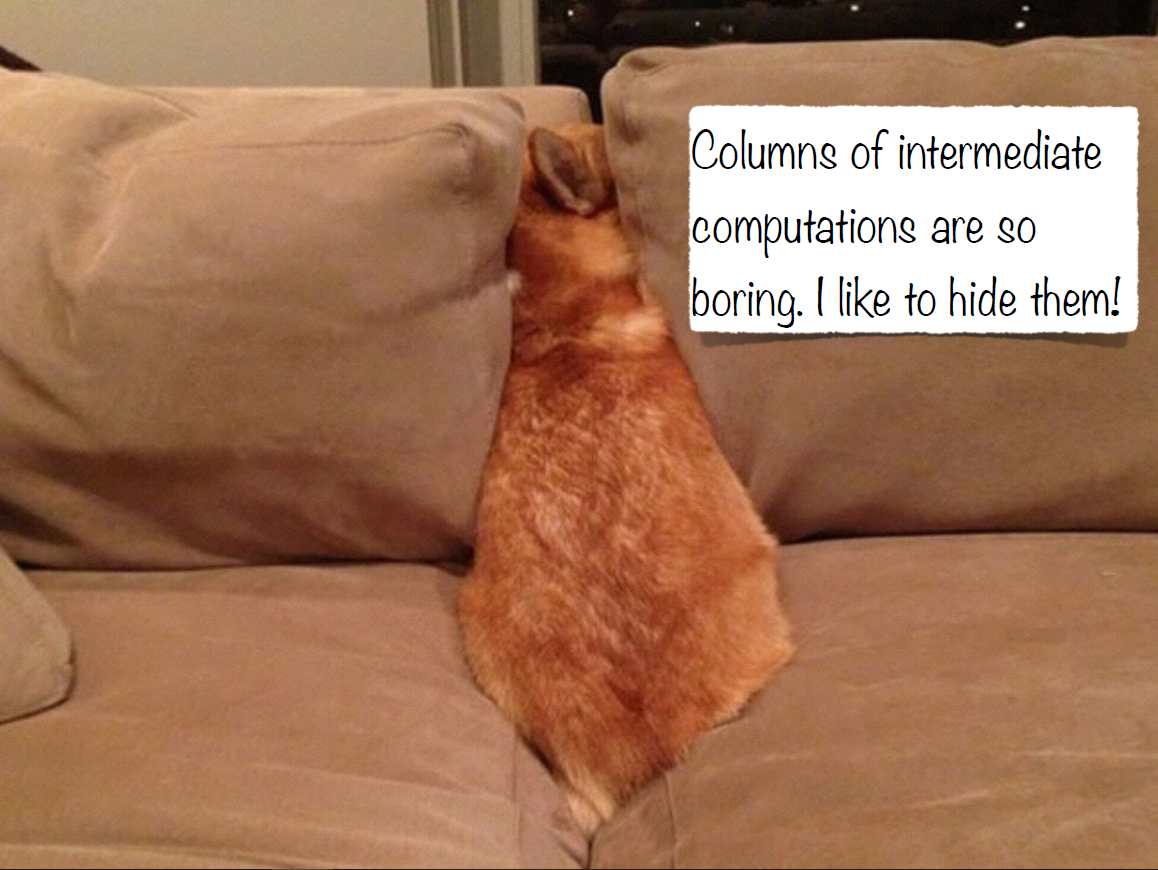 Columns of intermediate
computations are so
boring. I like to hide them!